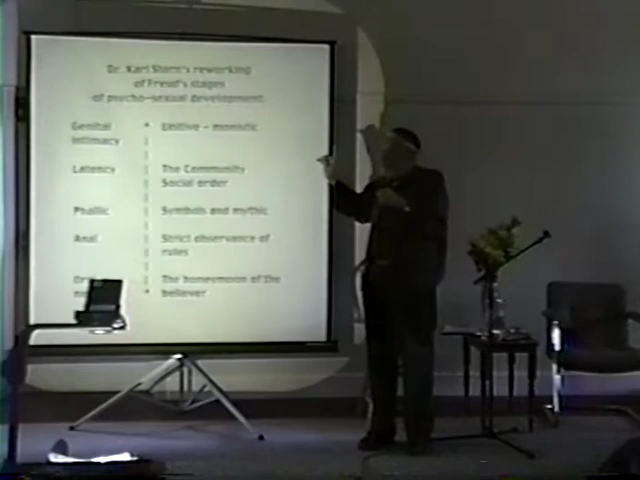 Dr. Karl Stern's reworking
of Freud's stages
of psycho-sexual development:
Genital * Unitive - monistic
intimacy
Latency The Community
Social order
Phallic Symbols and mythic
Anal Strict observance of
rules
The honeymoon of the
* believer